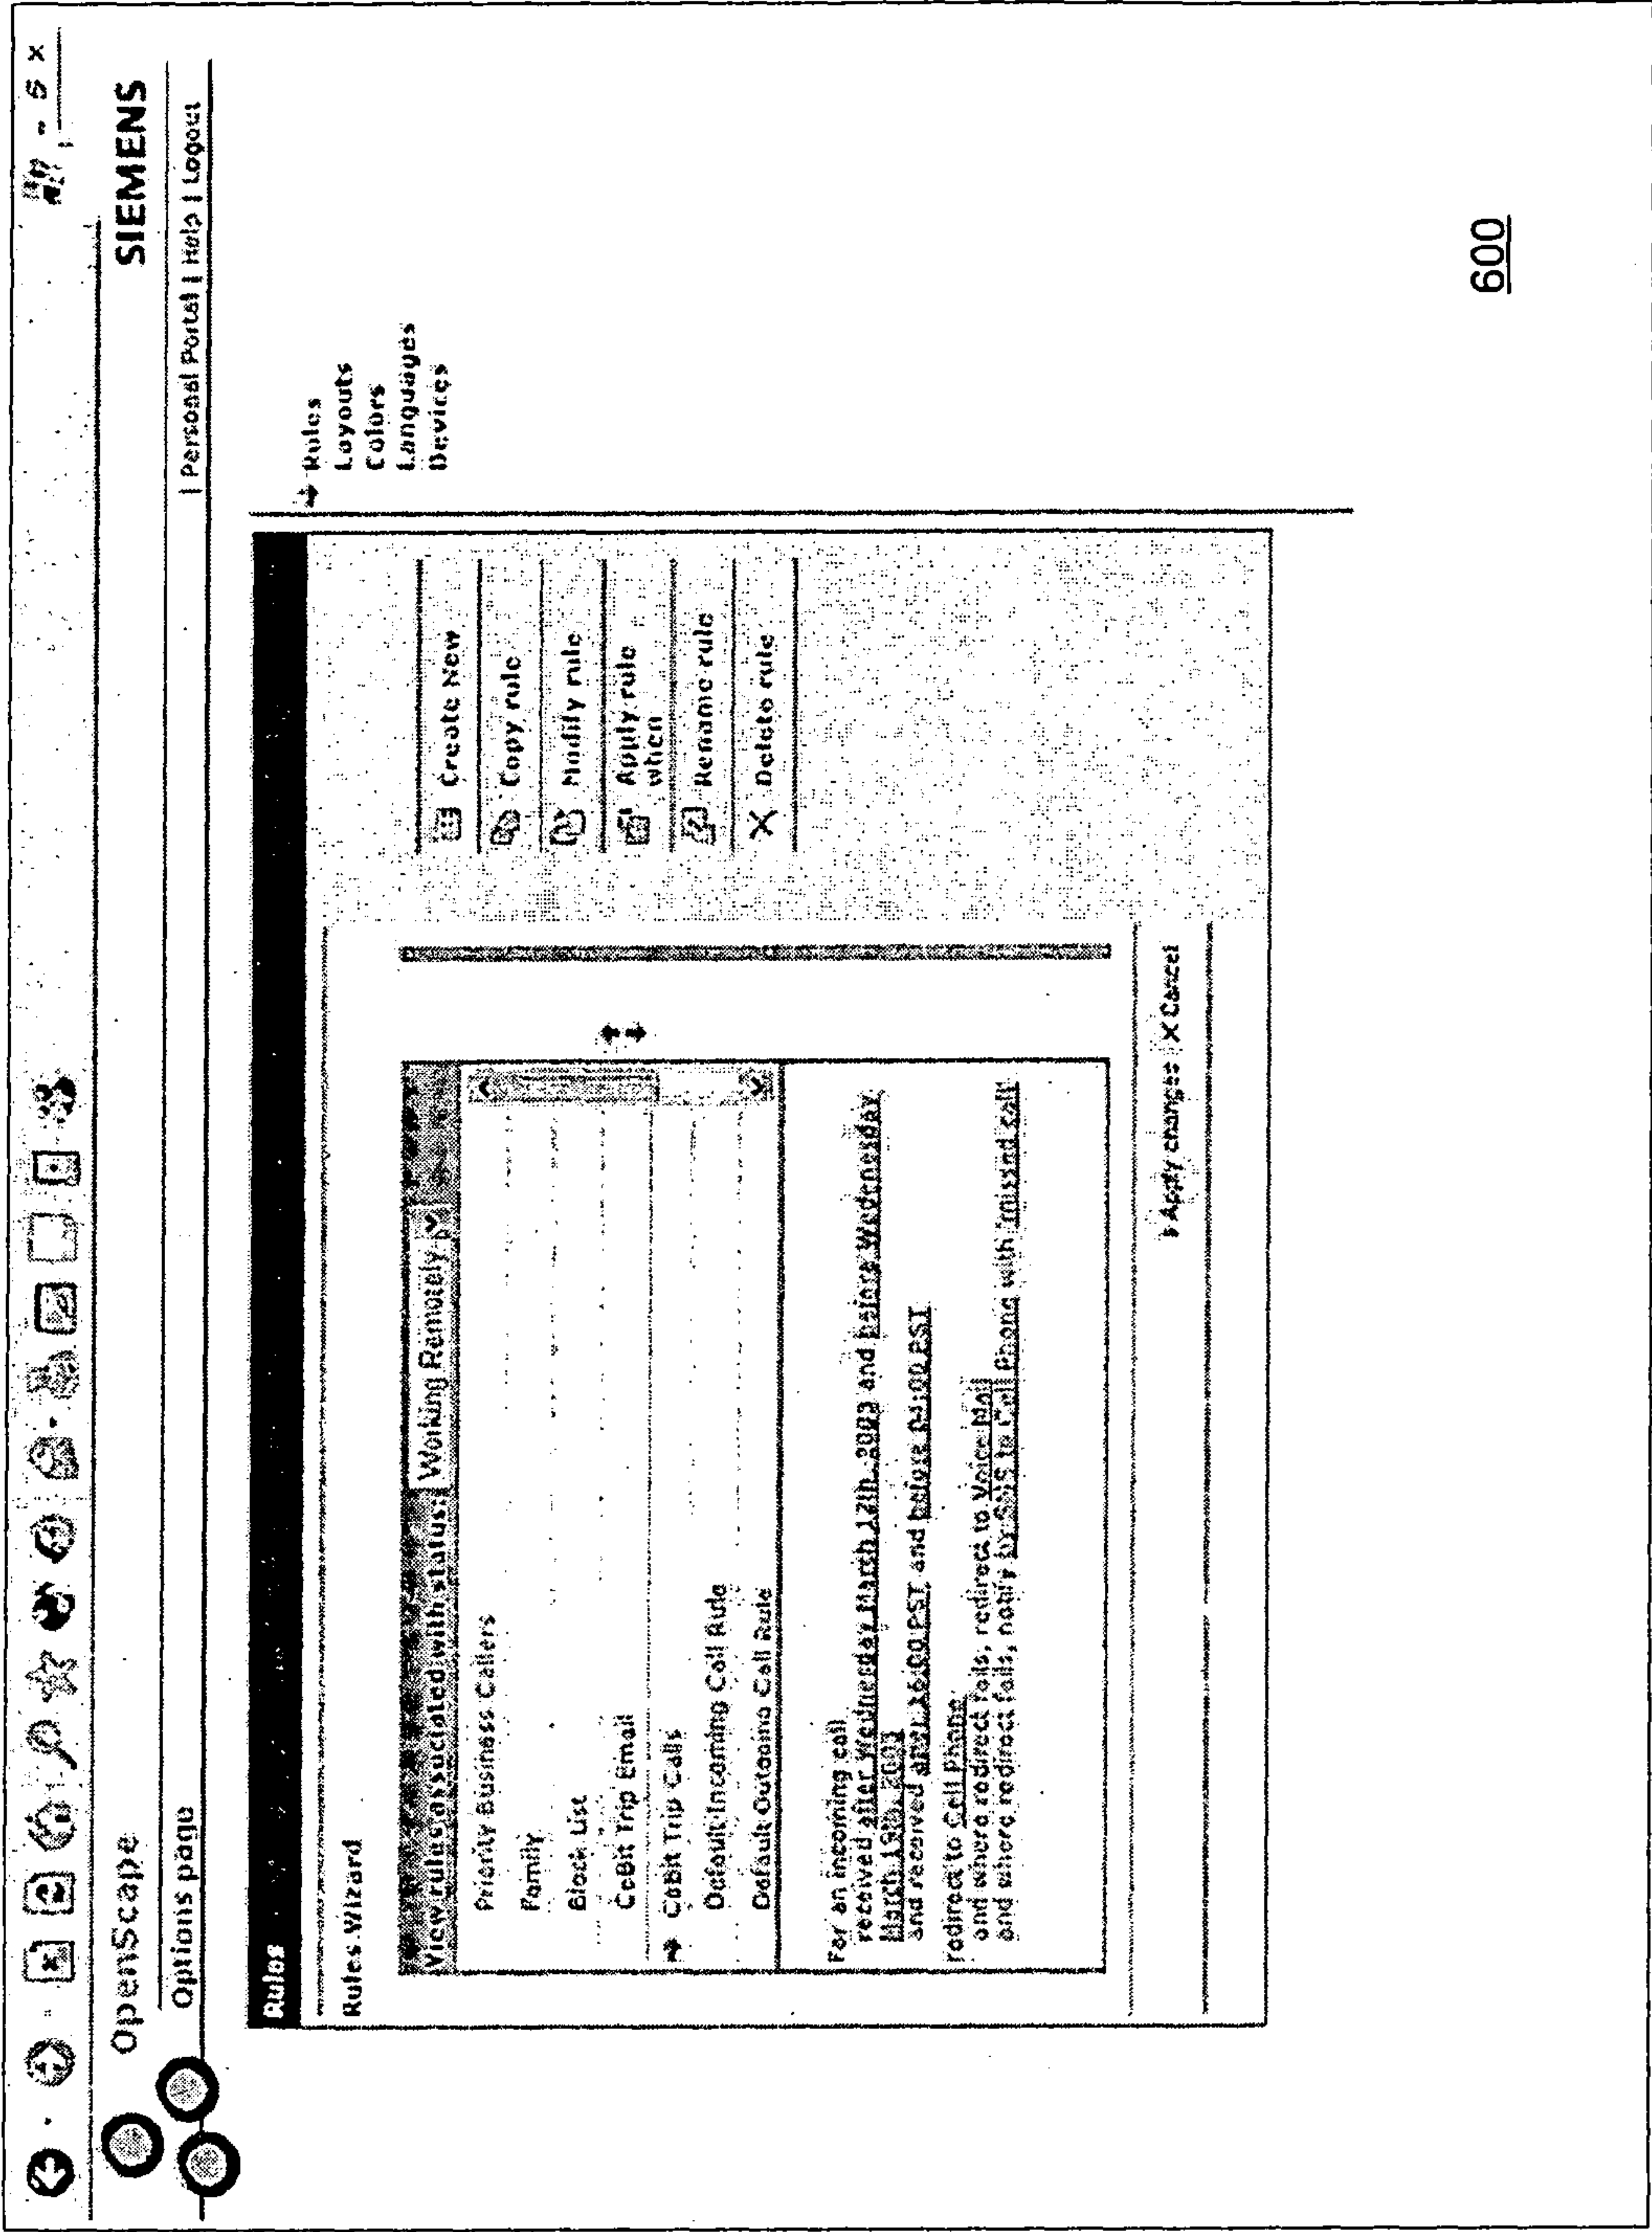 OpenScape
SIEMENS
Options page
| Personal Portal | Help | Logout
Rules
Rules Wizard
View rules associated with status:
Working Remotely
Priority Business Callers
Family
Block List
CeBit Trip Email
CeBit Trip Calls
Default Incoming Call Rule
Default Outgoing Call Rule
For an incoming call
received after Wednesday March 12th, 2003 and before Wednesday
March 19th, 2003
and received after 16:00 PST and before 04:00 PST
redirect to Cell Phone
and where redirect fails, redirect to Voice Mail
and where redirect fails, notify by SMS to Cell Phone with 'missed call'
Apply changes
X Cancel
Create New
Copy rule
Modify rule
Apply rule
when
Rename rule
Delete rule
Rules
Layouts
Colors
Languages
Devices
600